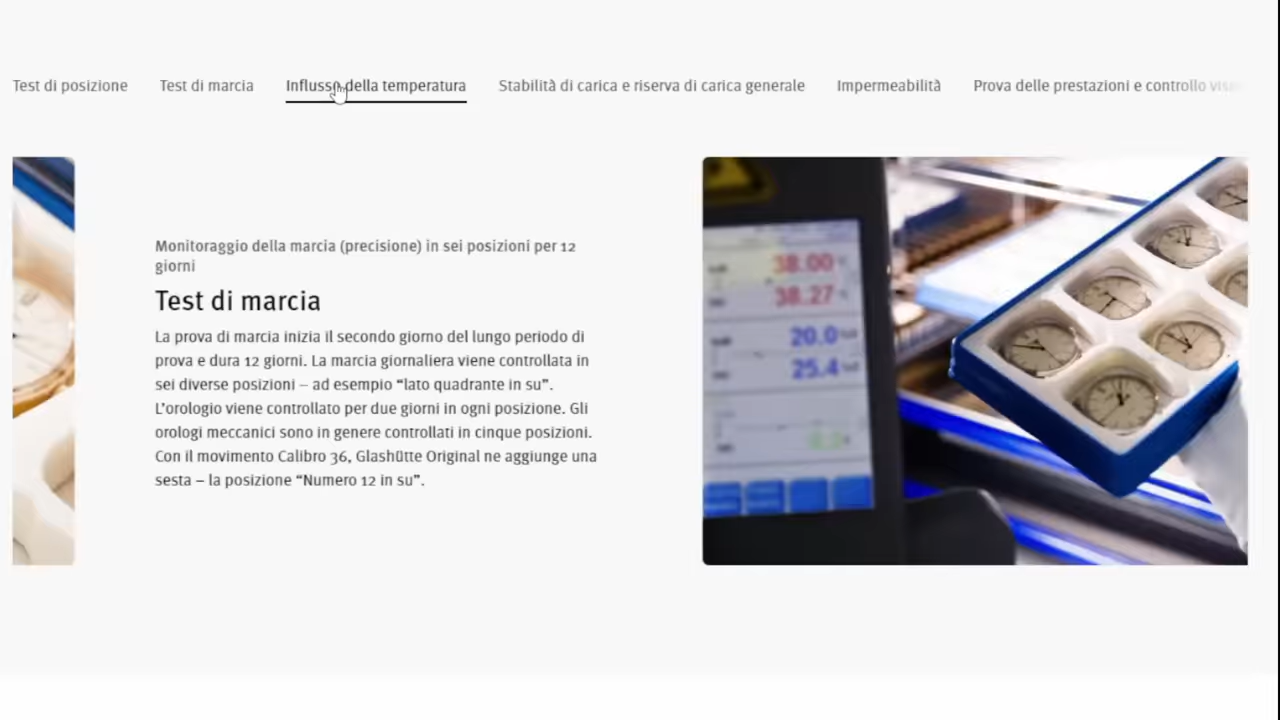 Test di posizione
Test di marcia
Influsso della temperatura
Stabilità di carica e riserva di carica generale
Impermeabilità
Prova delle prestazioni e controllo
Monitoraggio della marcia (precisione) in sei posizioni per 12
giorni
Test di marcia
La prova di marcia inizia il secondo giorno del lungo periodo di
prova e dura 12 giorni. La marcia giornaliera viene controllata in
sei diverse posizioni – ad esempio “lato quadrante in su”.
L’orologio viene controllato per due giorni in ogni posizione. Gli
orologi meccanici sono in genere controllati in cinque posizioni.
Con il movimento Calibro 36, Glashütte Original ne aggiunge una
sesta – la posizione “Numero 12 in su”.
38.00
38.27
20.0
25.4